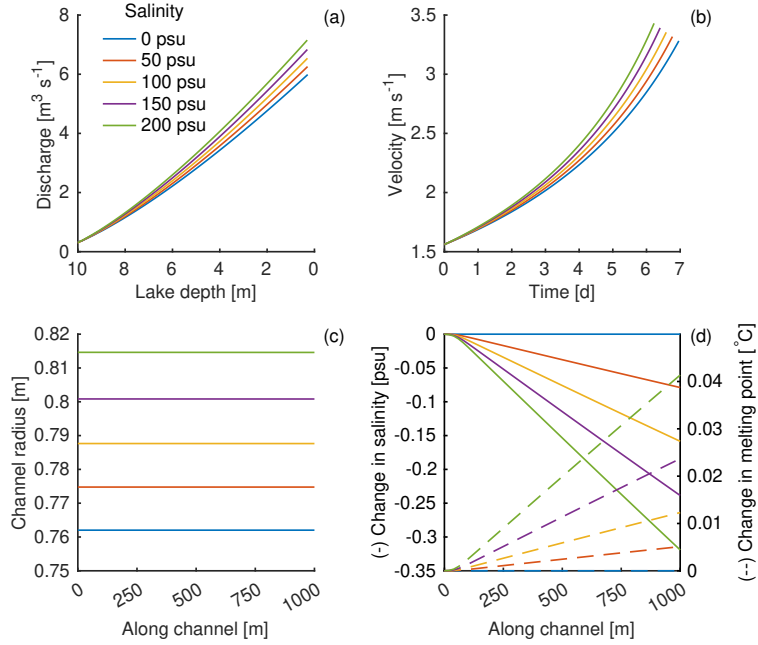 Salinity
0 psu
50 psu
100 psu
150 psu
200 psu
(a)
Discharge [m³ s⁻¹]
8
6
4
2
0
10 8 6 4 2 0
Lake depth [m]
(b)
Velocity [m s⁻¹]
3.5
3
2.5
2
1.5
0 1 2 3 4 5 6 7
Time [d]
(c)
Channel radius [m]
0.82
0.81
0.8
0.79
0.78
0.77
0.76
0.75
0 250 500 750 1000
Along channel [m]
(d)
(-) Change in salinity [psu]
0
-0.05
-0.1
-0.15
-0.2
-0.25
-0.3
-0.35
0 250 500 750 1000
Along channel [m]
0.04
0.03
0.02
0.01
0
(--) Change in melting point [°C]